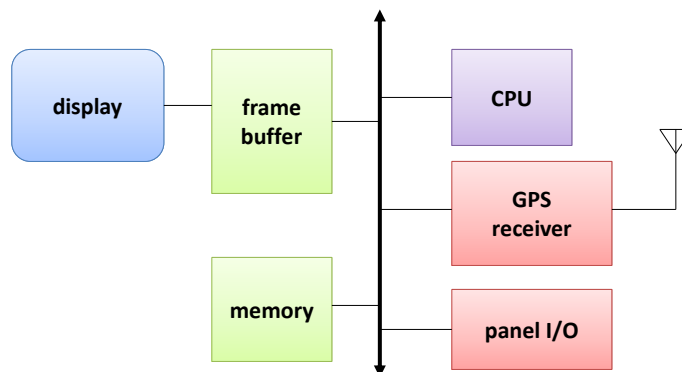 display
frame
buffer
CPU
GPS
receiver
memory
panel I/O